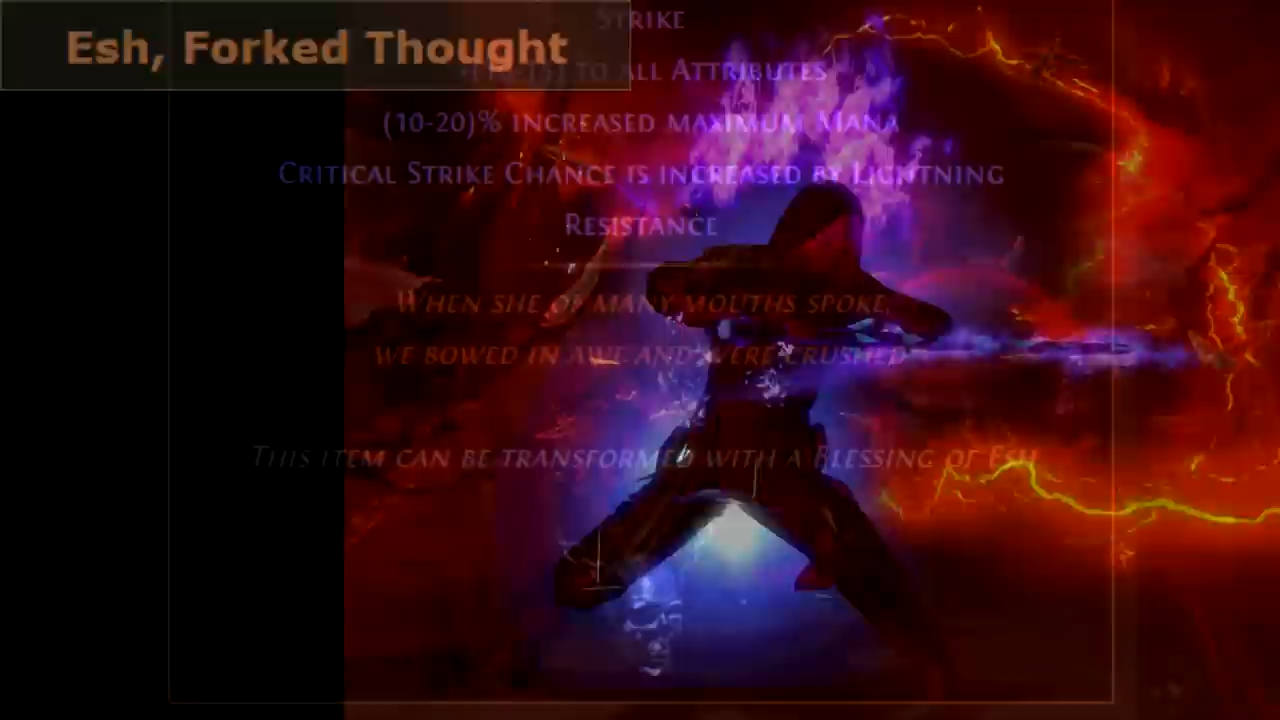 Strike
Esh, Forked Thought
to all Attributes
(10-20)% increased maximum Mana
Critical Strike Chance is increased by Lightning
Resistance
When she of many mouths spoke,
we bowed in awe and were crushed
This item can be transformed with a Blessing of Esh